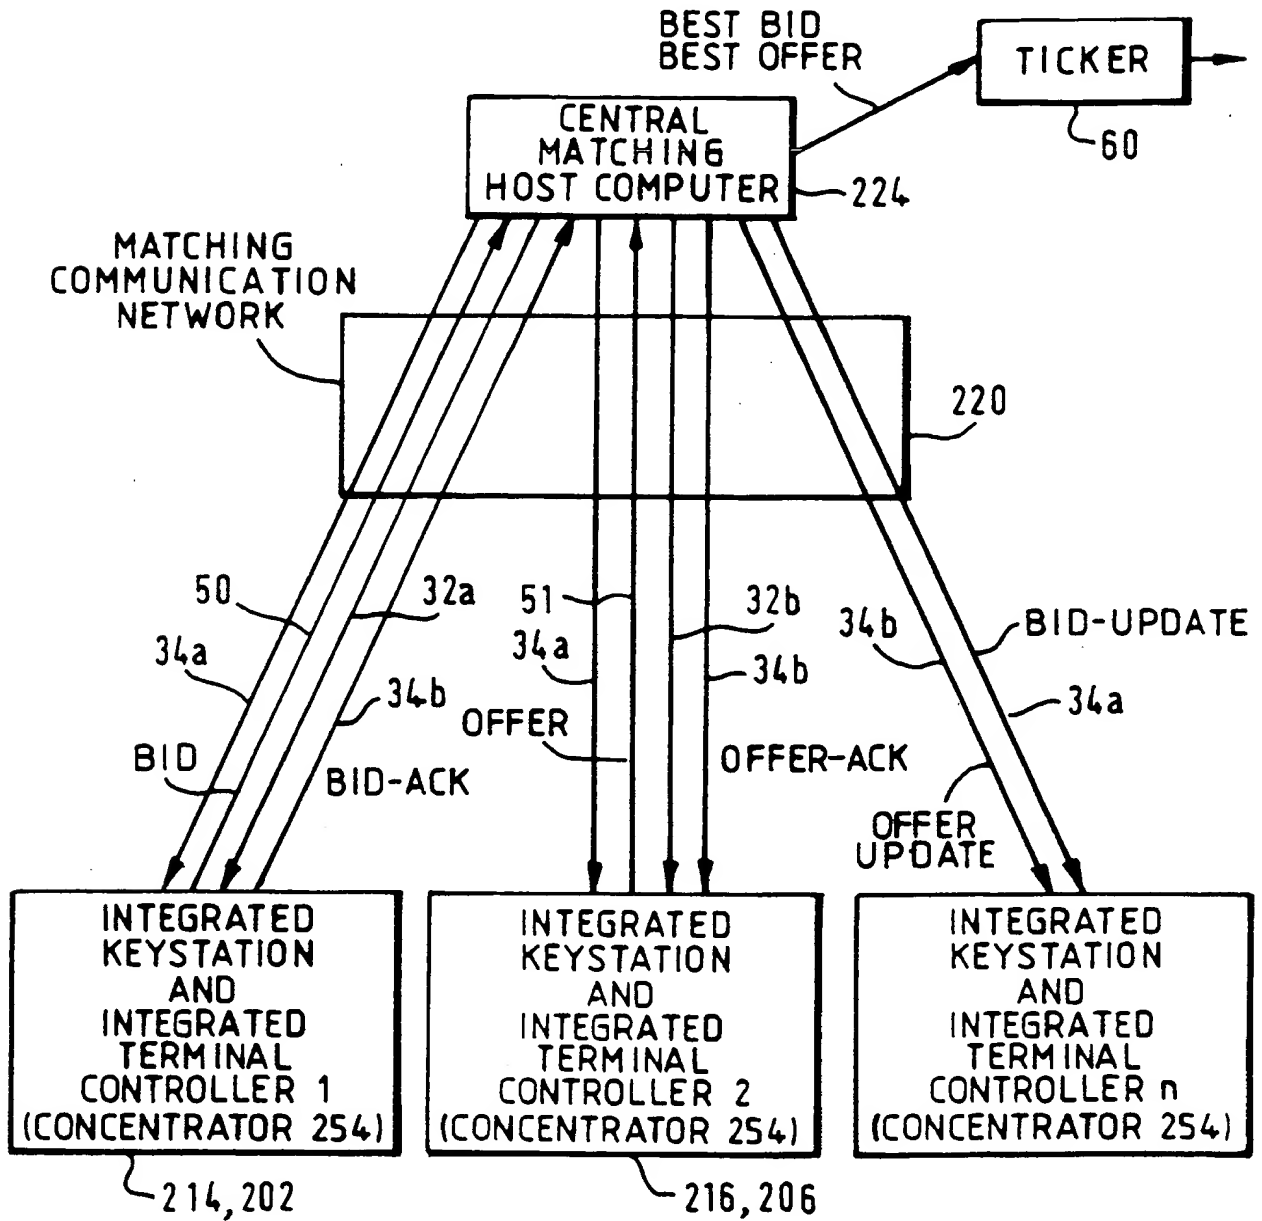 BEST BID
BEST OFFER
TICKER
60
CENTRAL
MATCHING
HOST COMPUTER
224
MATCHING
COMMUNICATION
NETWORK
220
50
32a
51
32b
34b
BID-UPDATE
34a
34a
34b
34b
34a
OFFER
BID
BID-ACK
OFFER-ACK
OFFER
UPDATE
INTEGRATED
KEYSTATION
AND
INTEGRATED
TERMINAL
CONTROLLER 1
(CONCENTRATOR 254)
214,202
INTEGRATED
KEYSTATION
AND
INTEGRATED
TERMINAL
CONTROLLER 2
(CONCENTRATOR 254)
216,206
INTEGRATED
KEYSTATION
AND
INTEGRATED
TERMINAL
CONTROLLER n
(CONCENTRATOR 254)